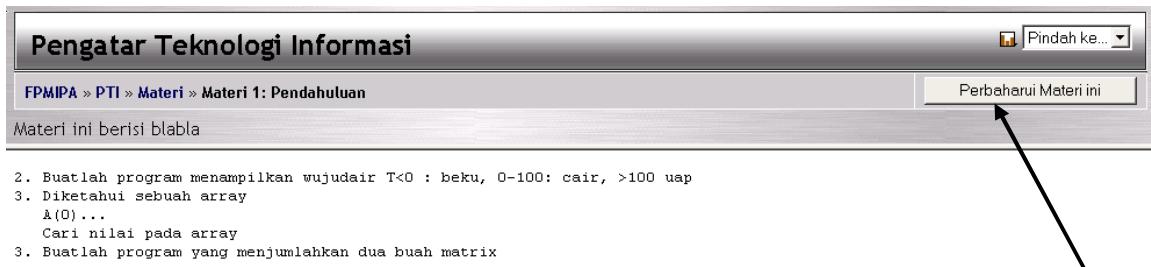 Pengatar Teknologi Informasi
Pindah ke...
FPMIPA » PTI » Materi » Materi 1: Pendahuluan
Perbaharui Materi ini
Materi ini berisi blabla
2. Buatlah program menampilkan wujudair T<0 : beku, 0-100: cair, >100 uap
3. Diketahui sebuah array
A(0)...
Cari nilai pada array
3. Buatlah program yang menjumlahkan dua buah matrix